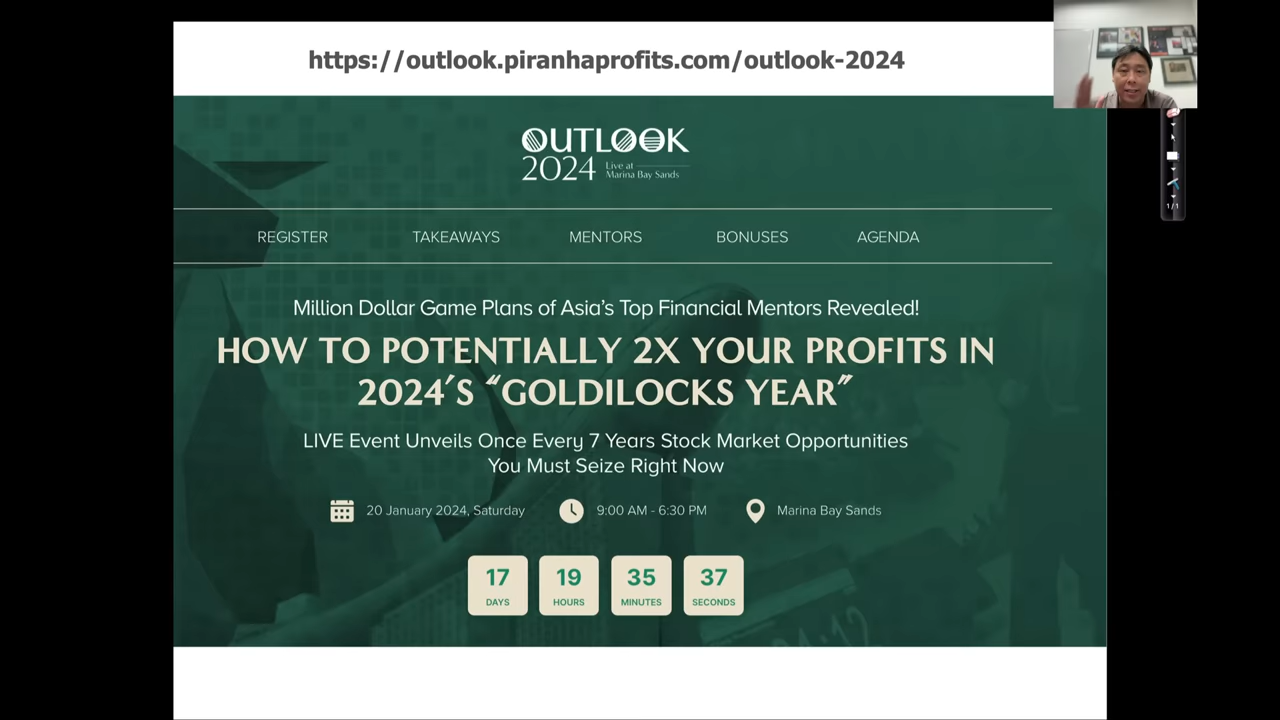 https://outlook.piranhaprofits.com/outlook-2024
OUTLOOK
2024 Live at
Marina Bay Sands
REGISTER TAKEAWAYS MENTORS BONUSES AGENDA
Million Dollar Game Plans of Asia's Top Financial Mentors Revealed!
HOW TO POTENTIALLY 2X YOUR PROFITS IN
2024'S "GOLDILOCKS YEAR"
LIVE Event Unveils Once Every 7 Years Stock Market Opportunities
You Must Seize Right Now
20 January 2024, Saturday 9:00 AM - 6:30 PM Marina Bay Sands
17 19 35 37
DAYS HOURS MINUTES SECONDS
1/1